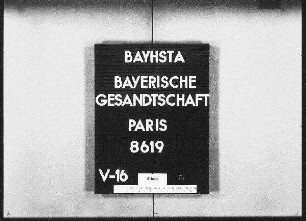 BAYHSTA
BAYERISCHE
GESANDTSCHAFT
PARIS
8619
V-16